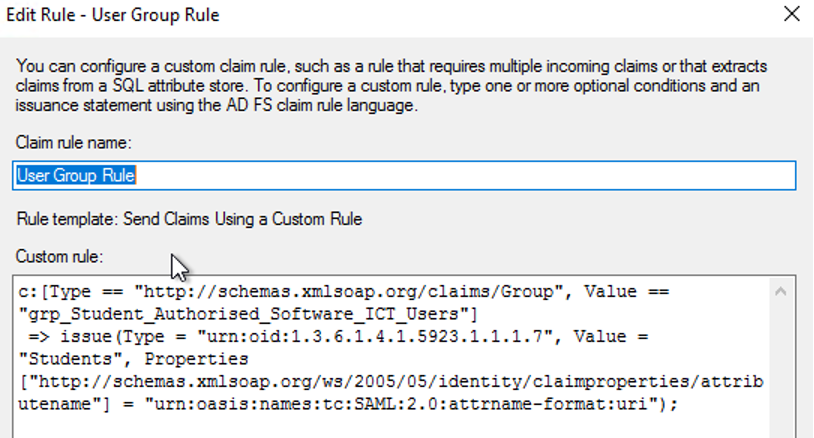 Edit Rule - User Group Rule
You can configure a custom claim rule, such as a rule that requires multiple incoming claims or that extracts
claims from a SQL attribute store. To configure a custom rule, type one or more optional conditions and an
issuance statement using the AD FS claim rule language.
Claim rule name:
User Group Rule
Rule template: Send Claims Using a Custom Rule
Custom rule:
c:[Type == "http://schemas.xmlsoap.org/claims/Group", Value ==
"grp_Student_Authorised_Software_ICT_Users"]
 => issue(Type = "urn:oid:1.3.6.1.4.1.5923.1.1.1.7", Value =
"Students", Properties
["http://schemas.xmlsoap.org/ws/2005/05/identity/claimproperties/attrib
utename"] = "urn:oasis:names:tc:SAML:2.0:attrname-format:uri");